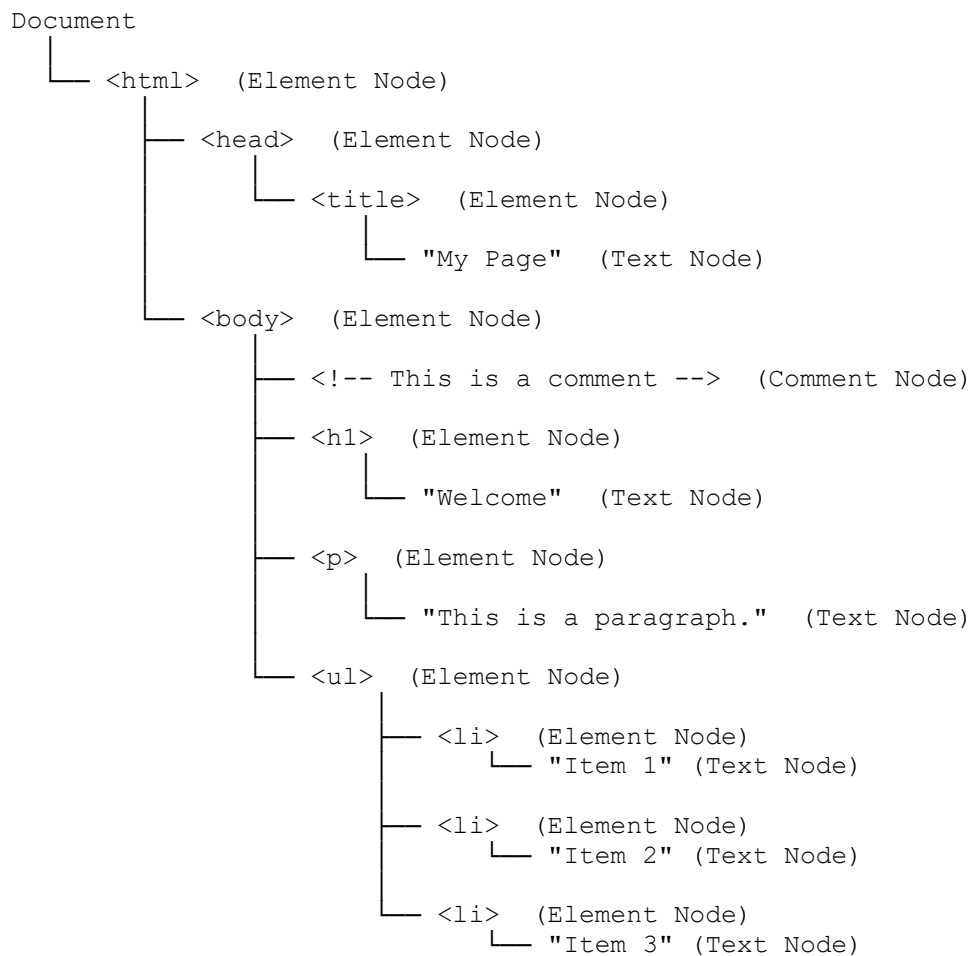 Document
<html> (Element Node)
<head> (Element Node)
<title> (Element Node)
"My Page" (Text Node)
<body> (Element Node)
<!-- This is a comment --> (Comment Node)
<h1> (Element Node)
"Welcome" (Text Node)
<p> (Element Node)
"This is a paragraph." (Text Node)
<ul> (Element Node)
<li> (Element Node)
"Item 1" (Text Node)
<li> (Element Node)
"Item 2" (Text Node)
<li> (Element Node)
"Item 3" (Text Node)